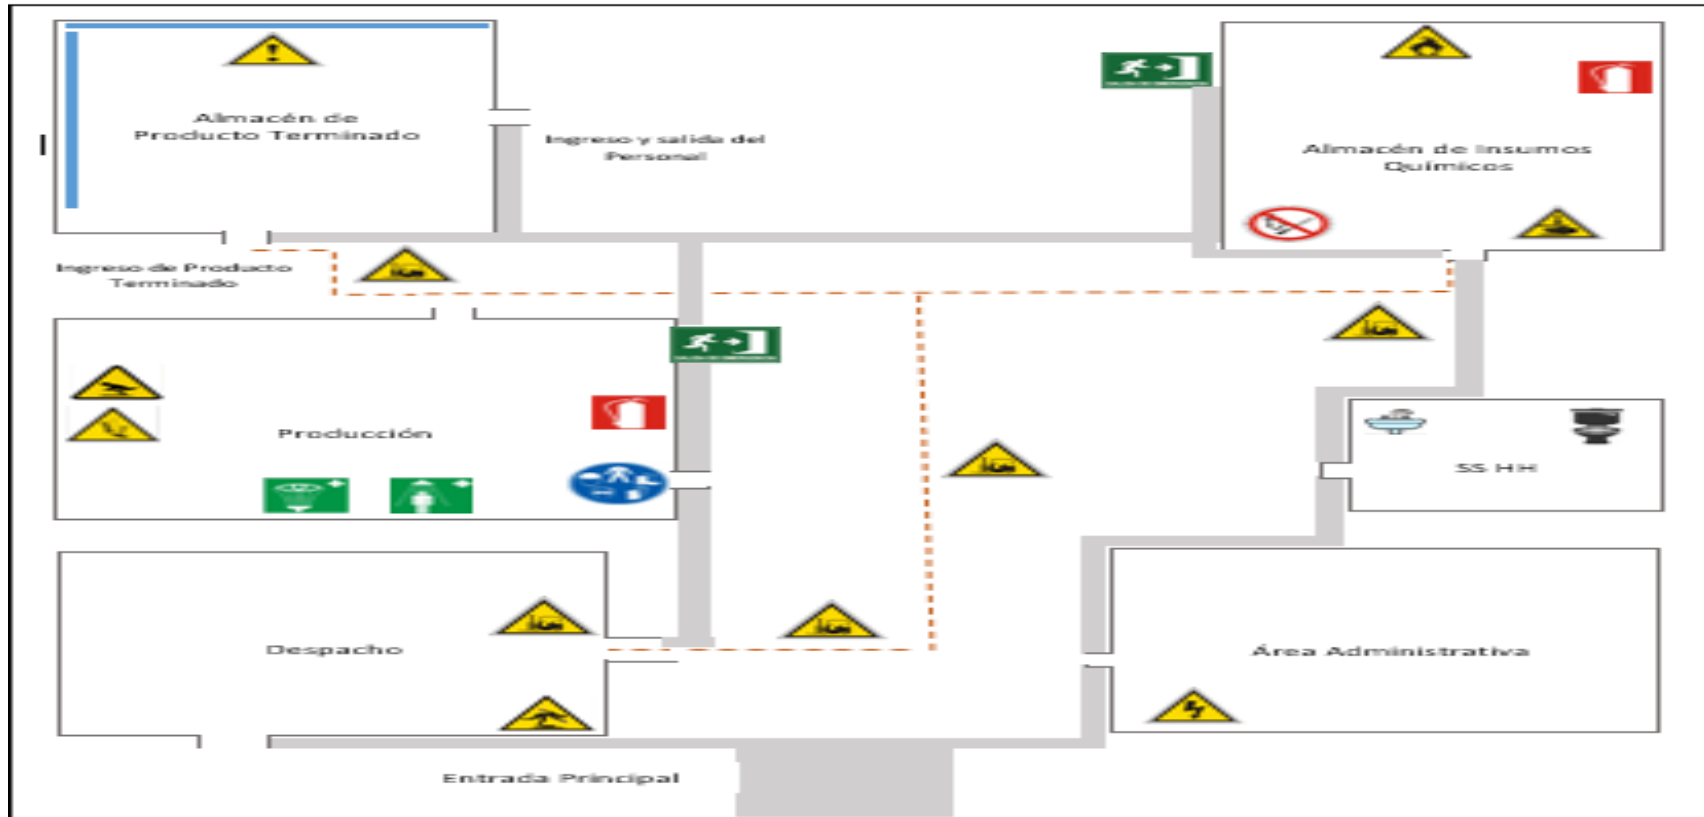 Almacén de
Producto Terminado
Ingreso y salida del
Personal
Almacén de Insumos
Químicos
Ingreso de Producto
Terminado
Producción
SS HH
Despacho
Área Administrativa
Entrada Principal